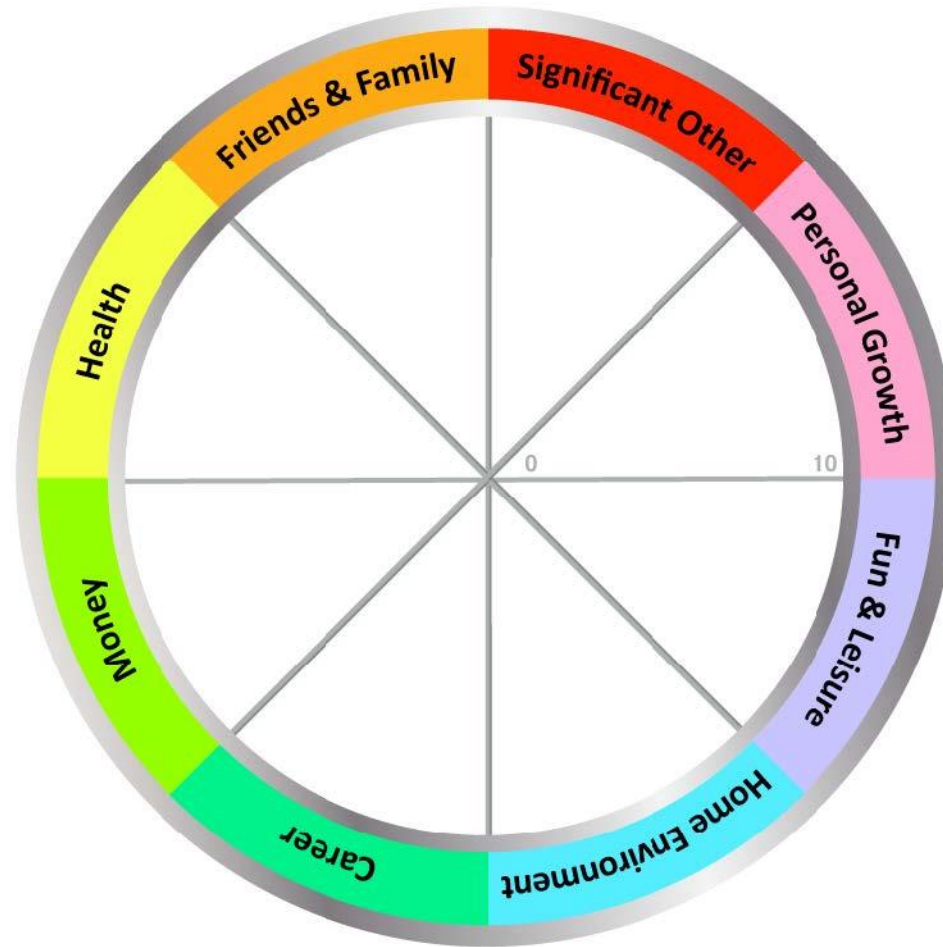 Friends & Family
Significant Other
Personal Growth
Fun & Leisure
Home Environment
Career
Money
Health
0
10